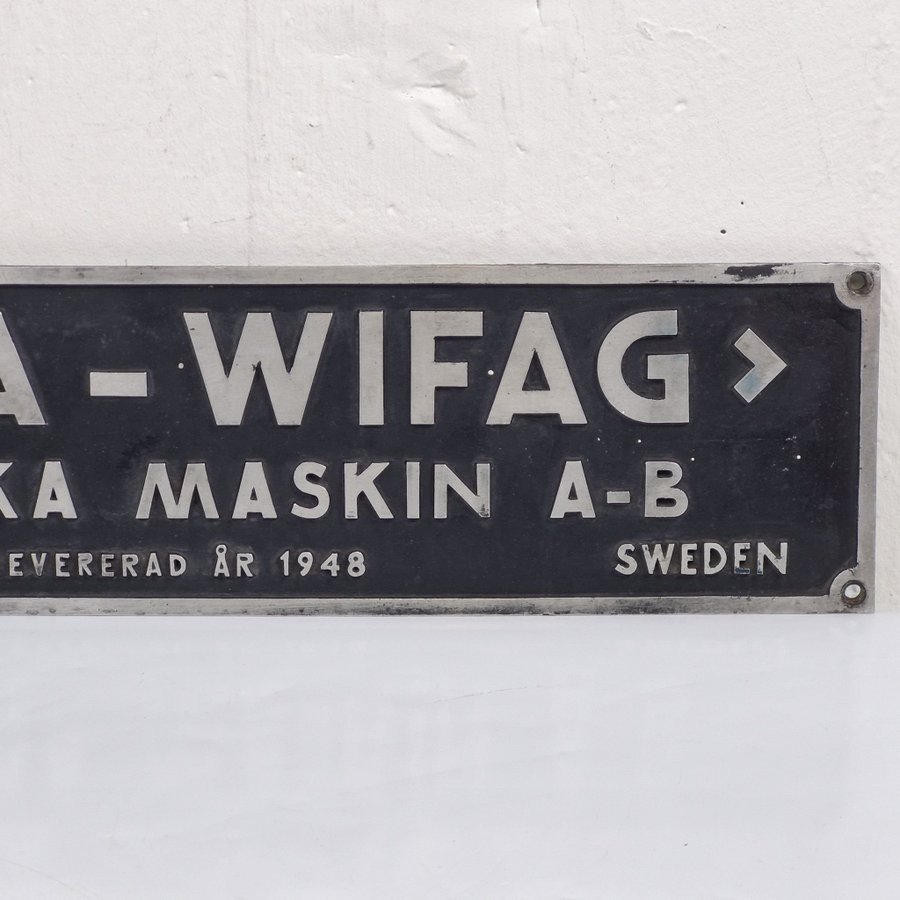 A - WIFAG >
KA MASKIN A-B
EVERERAD ÅR 1948 SWEDEN